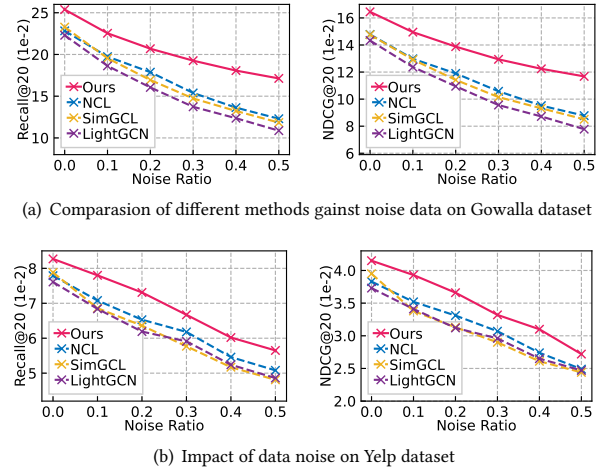 25
20
15
10
Recall@20 (1e-2)
Ours
NCL
SimGCL
LightGCN
0.0 0.1 0.2 0.3 0.4 0.5
Noise Ratio
16
14
12
10
8
6
NDCG@20 (1e-2)
Ours
NCL
SimGCL
LightGCN
0.0 0.1 0.2 0.3 0.4 0.5
Noise Ratio
(a) Comparasion of different methods gainst noise data on Gowalla dataset
8
7
6
5
Recall@20 (1e-2)
Ours
NCL
SimGCL
LightGCN
0.0 0.1 0.2 0.3 0.4 0.5
Noise Ratio
4.0
3.5
3.0
2.5
2.0
NDCG@20 (1e-2)
Ours
NCL
SimGCL
LightGCN
0.0 0.1 0.2 0.3 0.4 0.5
Noise Ratio
(b) Impact of data noise on Yelp dataset